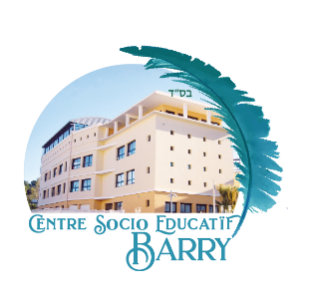 בס"ד
Centre Socio Educatif
Barry